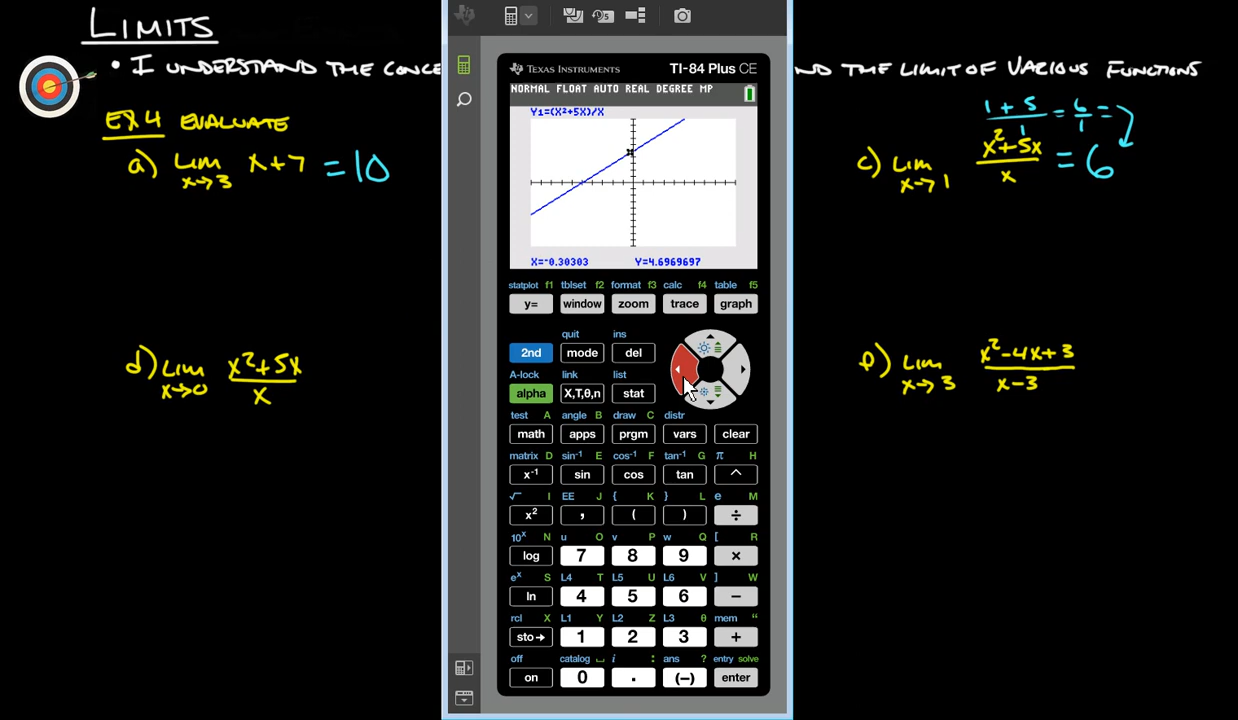 LIMITS
• I UNDERSTAND THE CONCE
ND THE LIMIT OF VARIOUS FUNCTIONS
EX 4 EVALUATE
a) Lim x→3 x+7 = 10
c) Lim x→1 x²+5x / x = 6
1+5 / 1 = 6/1 =
d) Lim x→0 x²+5x / x
f) Lim x→3 x²-4x+3 / x-3
TEXAS INSTRUMENTS TI-84 Plus CE
NORMAL FLOAT AUTO REAL DEGREE MP
Y1=(X²+5X)/X
X=-0.30303 Y=4.6969697
statplot f1 tblset f2 format f3 calc f4 table f5
y= window zoom trace graph
quit ins
2nd mode del
A-lock link list
alpha X,T,θ,n stat
test A angle B draw C distr
math apps prgm vars clear
matrix D sin⁻¹ E cos⁻¹ F tan⁻¹ G π H
x⁻¹ sin cos tan ^
√ I EE J { K } L e M
x² , ( ) ÷
10ˣ N u O v P w Q [ R
log 7 8 9 ×
eˣ S L4 T L5 U L6 V ] W
ln 4 5 6 −
rcl X L1 Y L2 Z L3 θ mem "
sto→ 1 2 3 +
off catalog ⎵ i : ans ? entry solve
on 0 . (−) enter